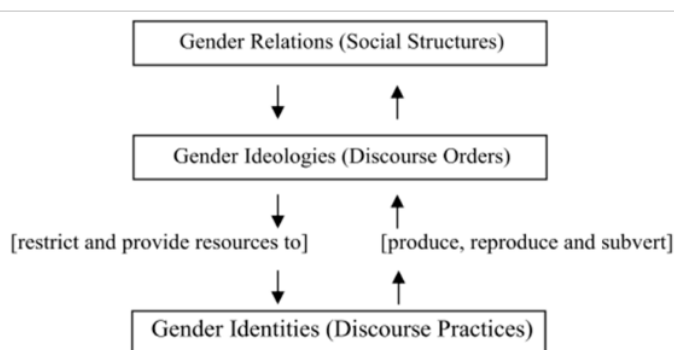 Gender Relations (Social Structures)
Gender Ideologies (Discourse Orders)
[restrict and provide resources to] [produce, reproduce and subvert]
Gender Identities (Discourse Practices)